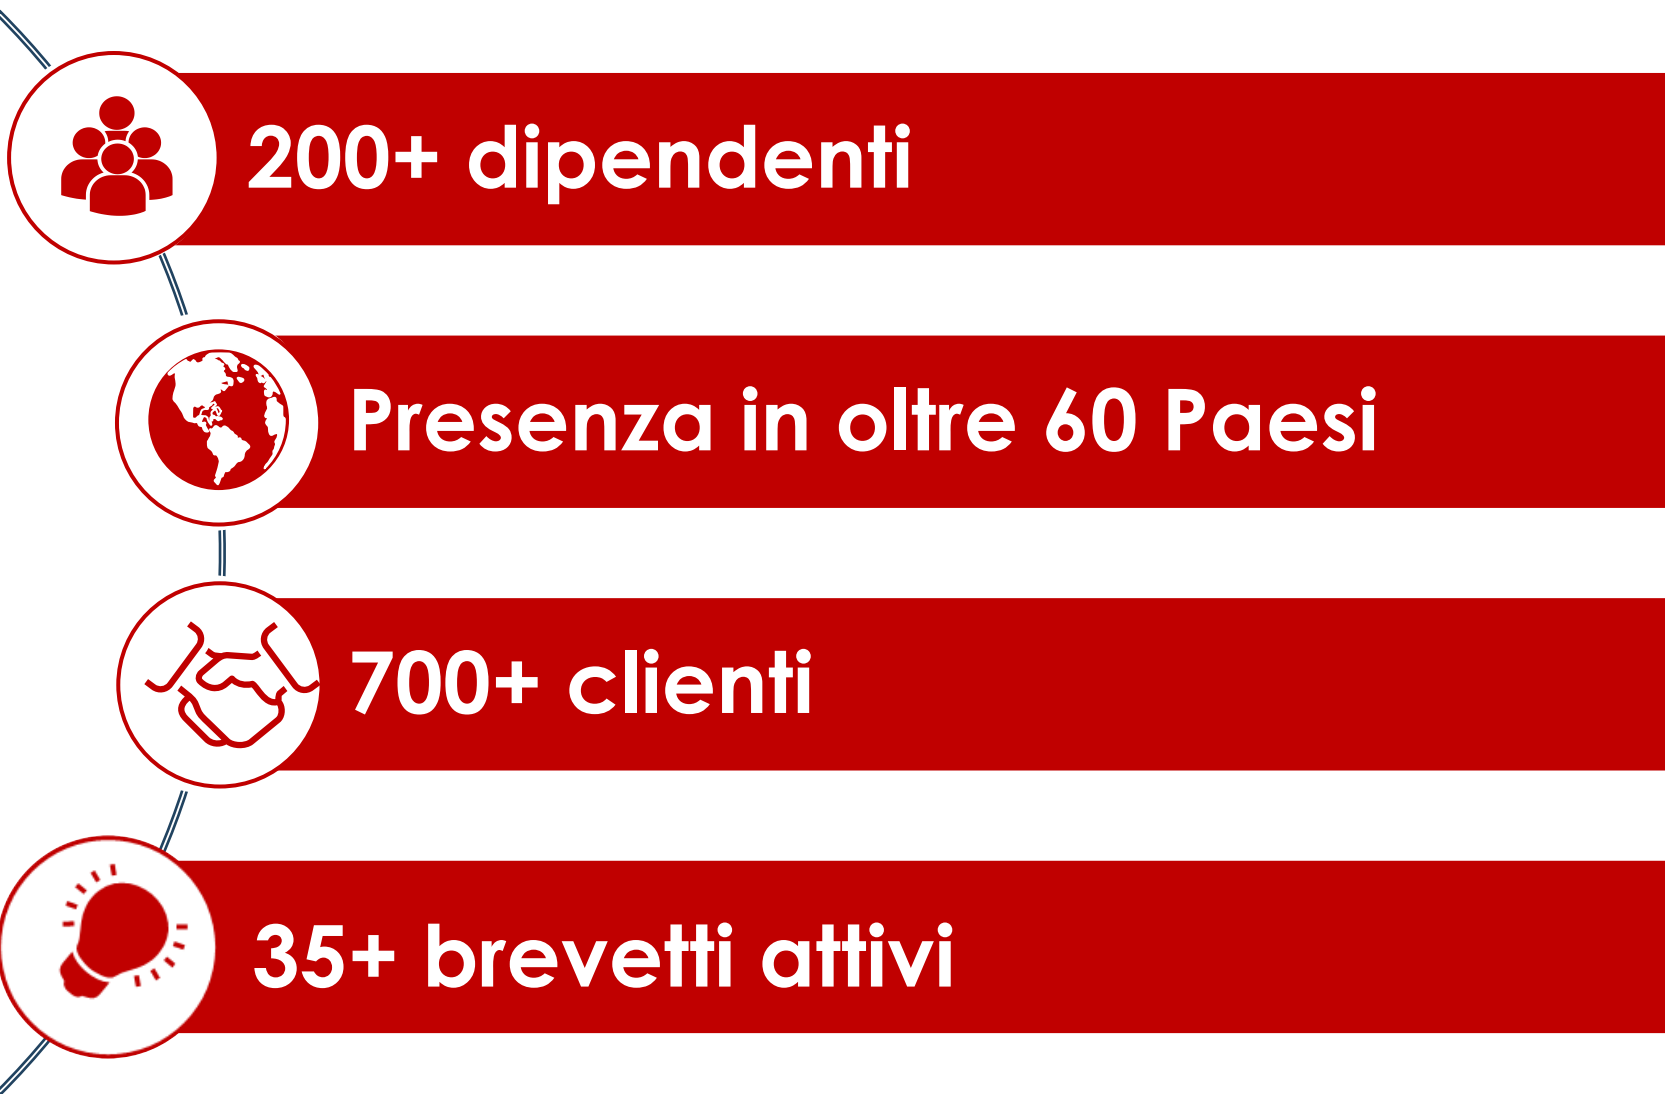 200+ dipendenti
Presenza in oltre 60 Paesi
700+ clienti
35+ brevetti attivi